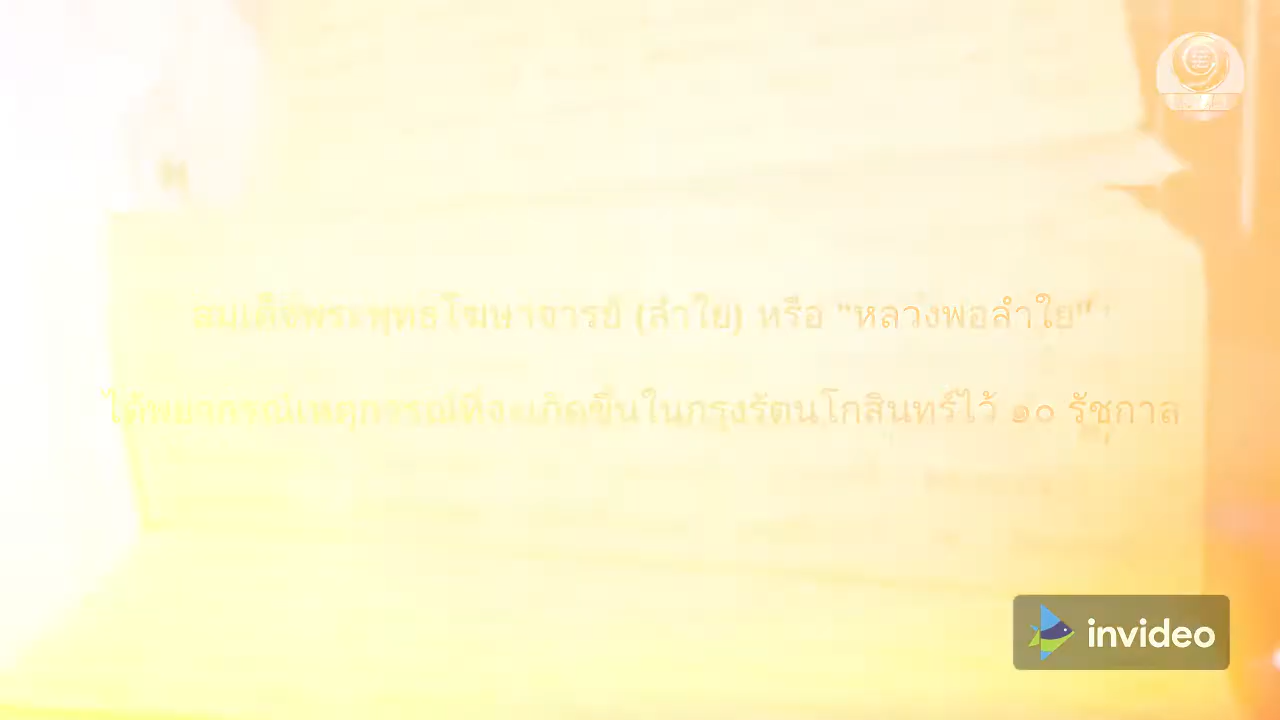 สมเด็จพระพุทธโฆษาจารย์ (ลำใย) หรือ "หลวงพ่อลำใย"
ได้พยากรณ์เหตุการณ์ที่จะเกิดขึ้นในกรุงรัตนโกสินทร์ไว้ ๑๐ รัชกาล
invideo